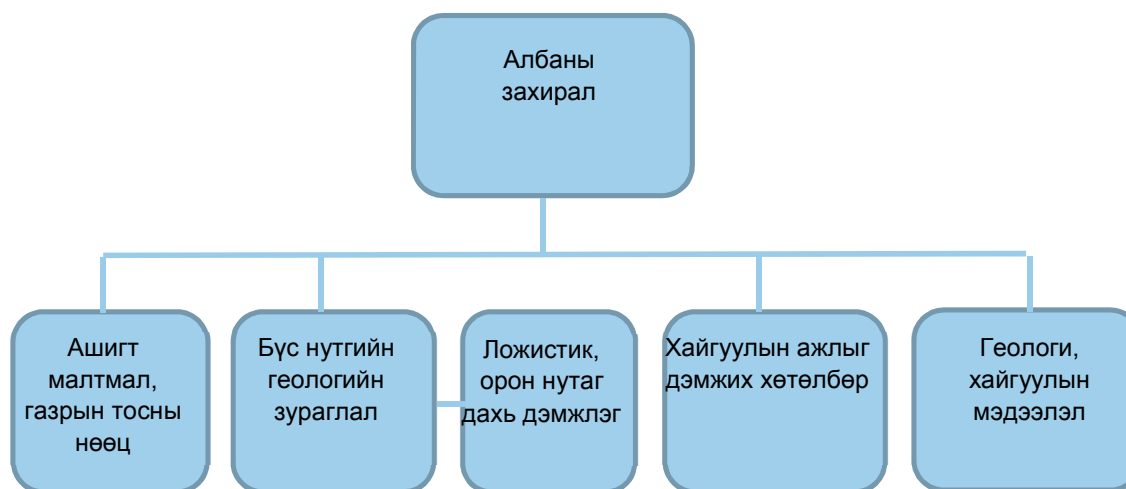 Албаны
захирал
Ашигт
малтмал,
газрын тосны
нөөц
Бүс нутгийн
геологийн
зураглал
Ложистик,
орон нутаг
дахь дэмжлэг
Хайгуулын ажлыг
дэмжих хөтөлбөр
Геологи,
хайгуулын
мэдээлэл